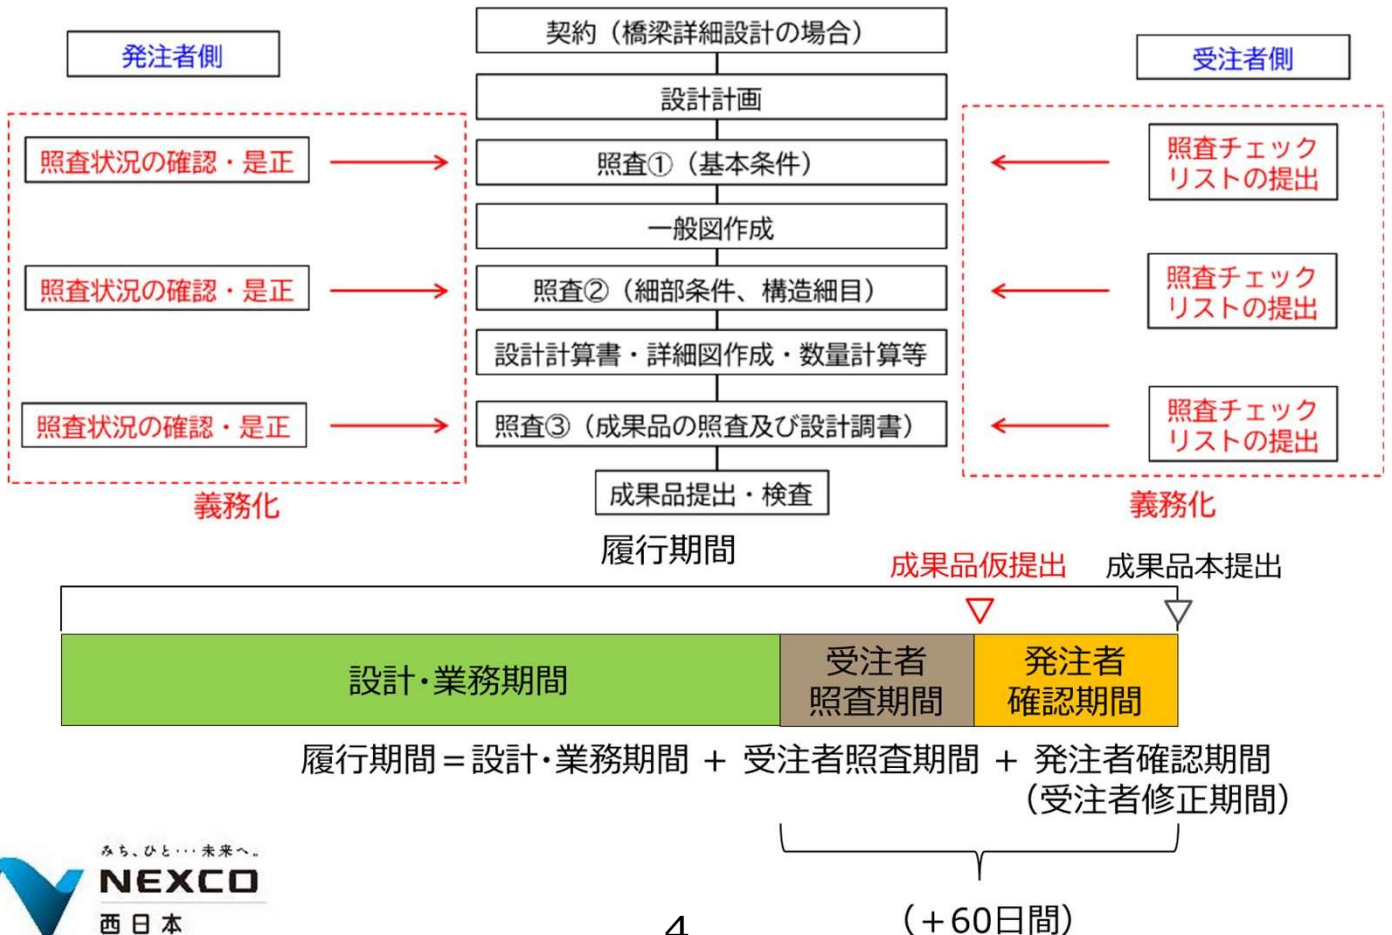 契約（橋梁詳細設計の場合）
発注者側
受注者側
設計計画
照査状況の確認・是正
照査①（基本条件）
照査チェック
リストの提出
一般図作成
照査状況の確認・是正
照査②（細部条件、構造細目）
照査チェック
リストの提出
設計計算書・詳細図作成・数量計算等
照査状況の確認・是正
照査③（成果品の照査及び設計調書）
照査チェック
リストの提出
義務化
成果品提出・検査
義務化
履行期間
成果品仮提出
成果品本提出
設計・業務期間
受注者
照査期間
発注者
確認期間
履行期間＝設計・業務期間 + 受注者照査期間 + 発注者確認期間
（受注者修正期間）
（+60日間）
みち、ひと…未来へ。
NEXCO
西日本
4